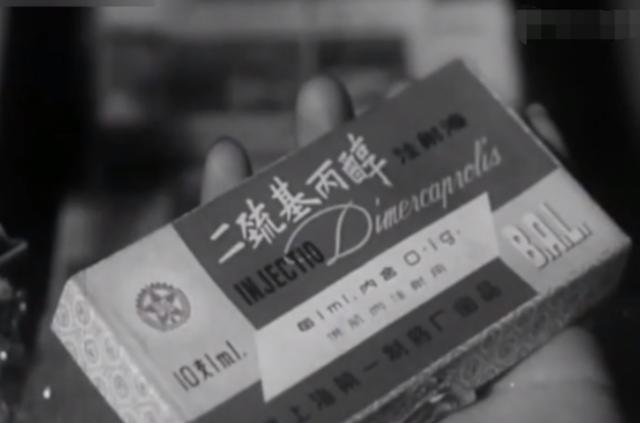 二巯基丙醇 注射液
INJECTIO Dimercaprolis
B.A.L.
每1ml.内含0.1g.
供肌肉注射用
10支1ml.
上海第一制药厂出品